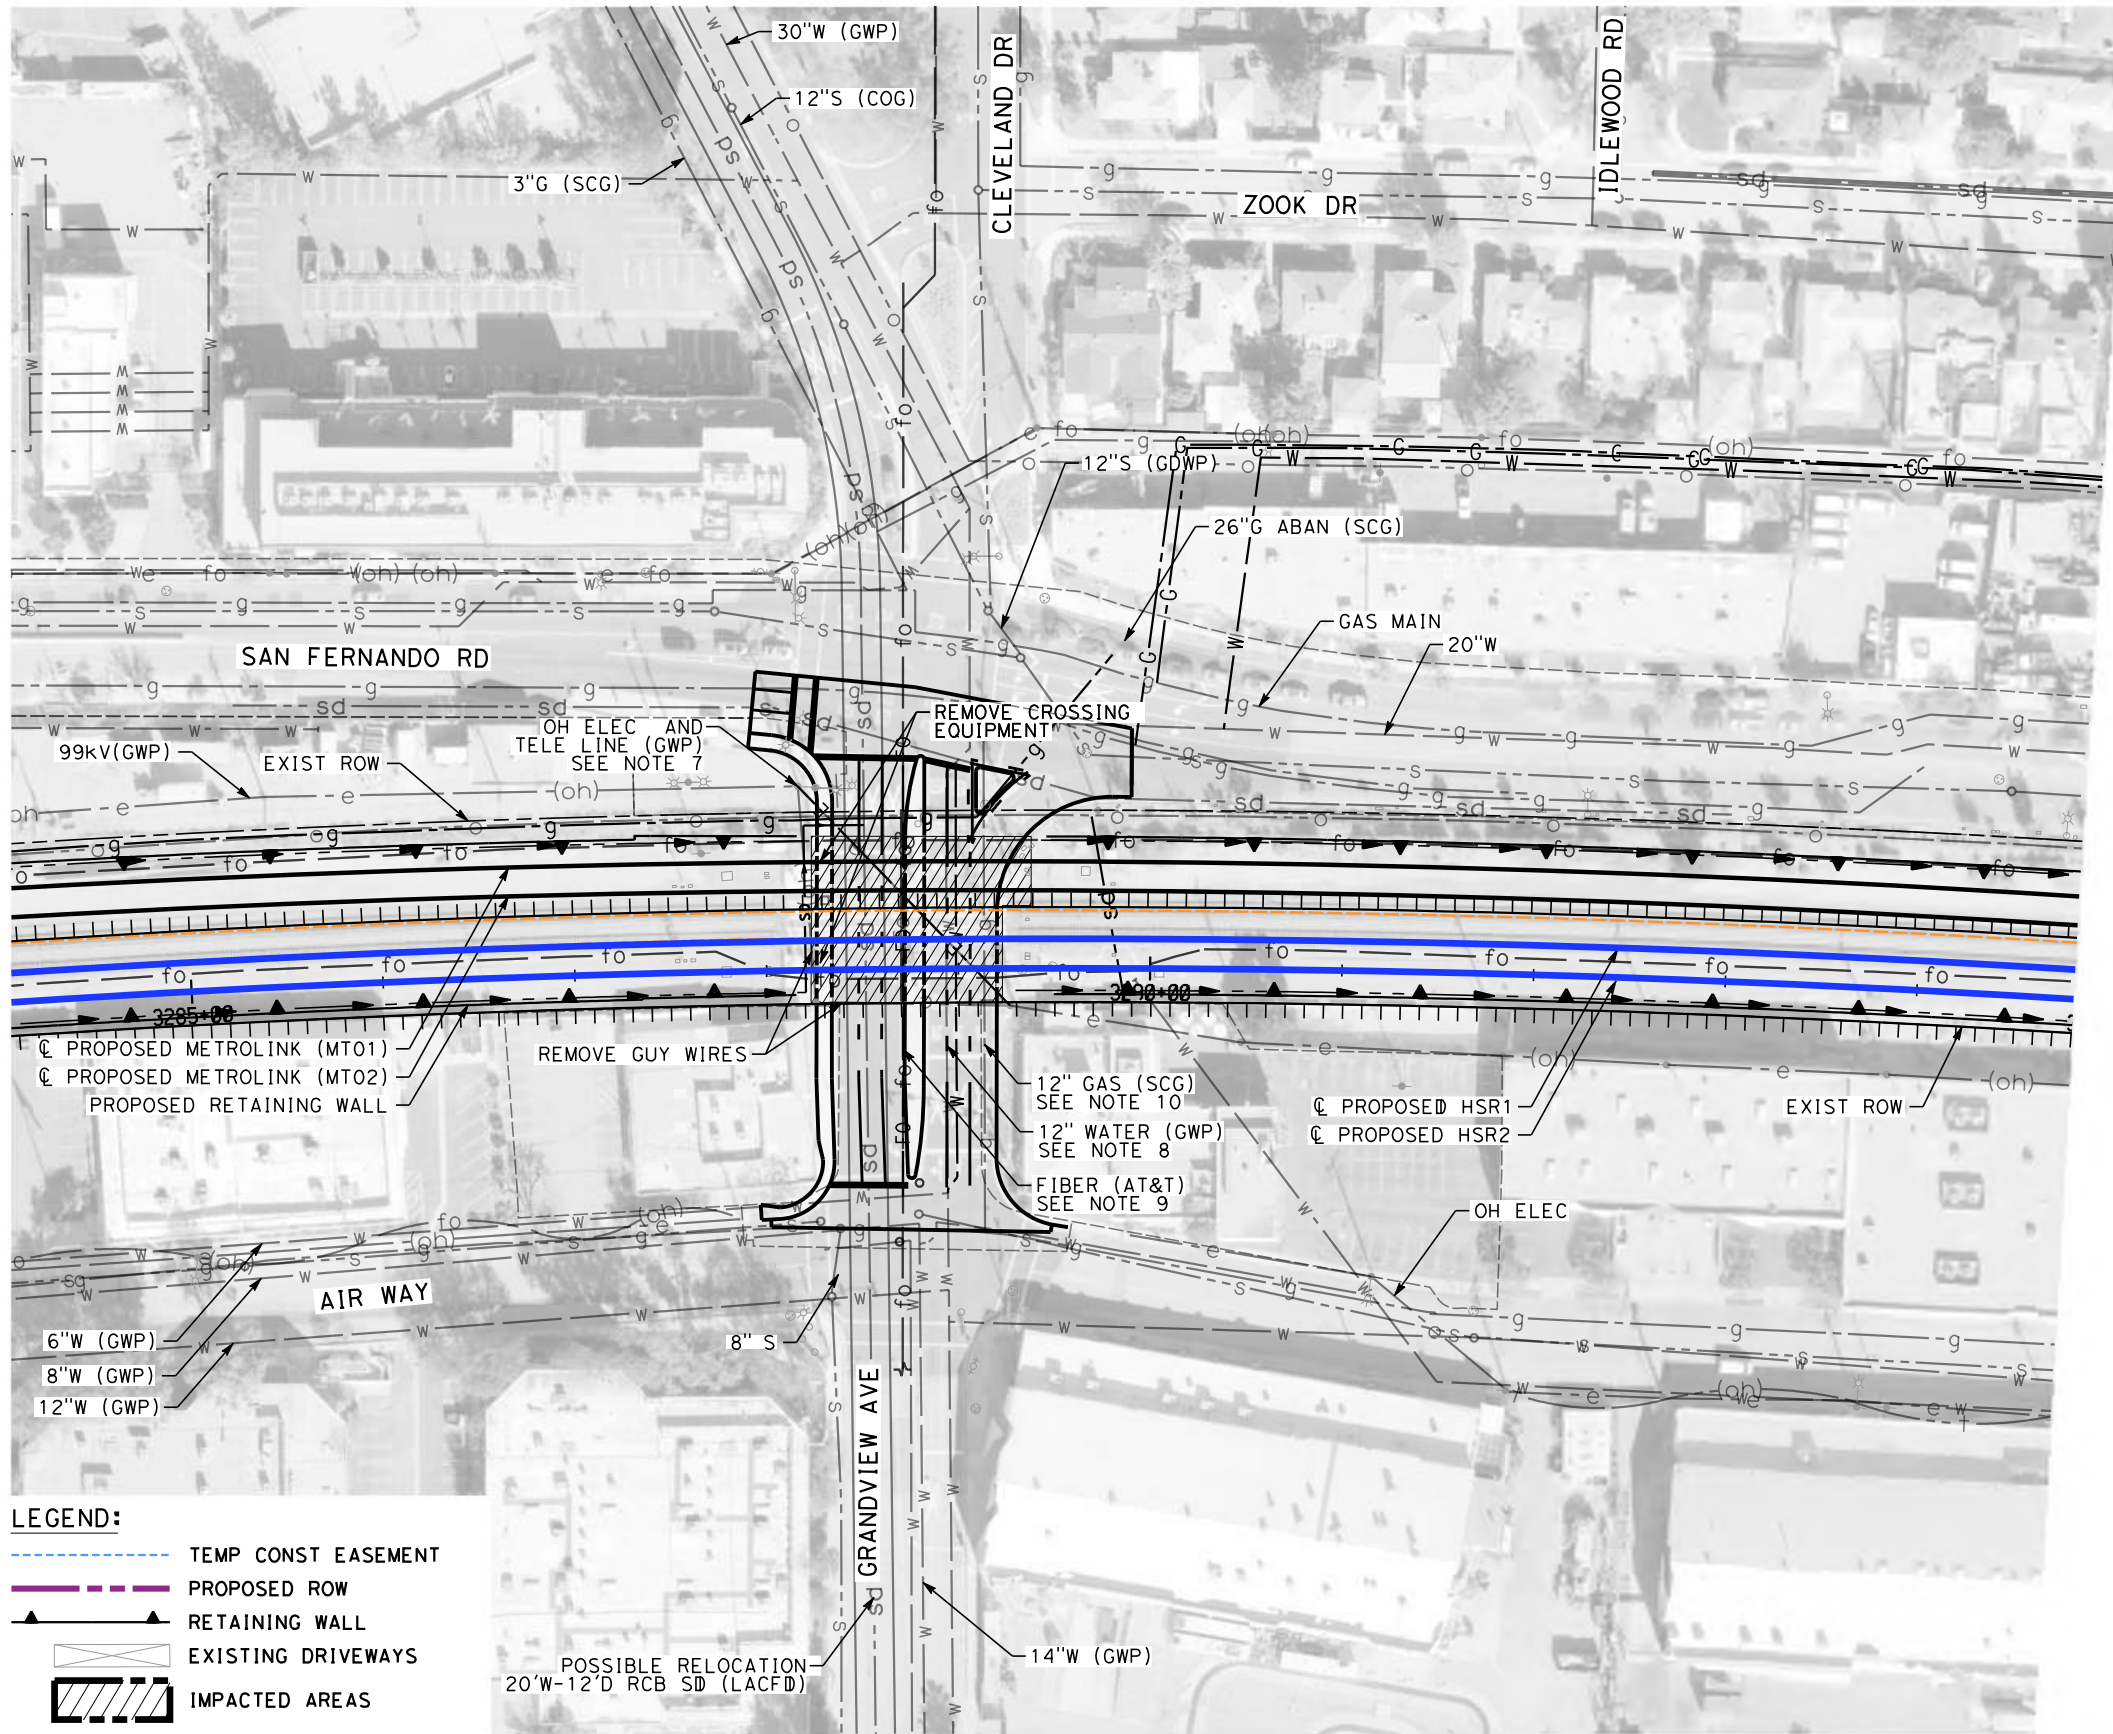 30"W (GWP)
12"S (COG)
3"G (SCG)
CLEVELAND DR
IDLEWOOD RD
ZOOK DR
12"S (GDWP)
26"G ABAN (SCG)
GAS MAIN
20"W
SAN FERNANDO RD
OH ELEC AND
TELE LINE (GWP)
SEE NOTE 7
REMOVE CROSSING
EQUIPMENT
99KV(GWP)
EXIST ROW
3285+00
3290+00
℄ PROPOSED METROLINK (MT01)
℄ PROPOSED METROLINK (MT02)
PROPOSED RETAINING WALL
REMOVE GUY WIRES
12" GAS (SCG)
SEE NOTE 10
12" WATER (GWP)
SEE NOTE 8
FIBER (AT&T)
SEE NOTE 9
℄ PROPOSED HSR1
℄ PROPOSED HSR2
EXIST ROW
OH ELEC
AIR WAY
6"W (GWP)
8"W (GWP)
12"W (GWP)
8" S
GRANDVIEW AVE
14"W (GWP)
POSSIBLE RELOCATION
20'W-12'D RCB SD (LACFD)
LEGEND:
TEMP CONST EASEMENT
PROPOSED ROW
RETAINING WALL
EXISTING DRIVEWAYS
IMPACTED AREAS